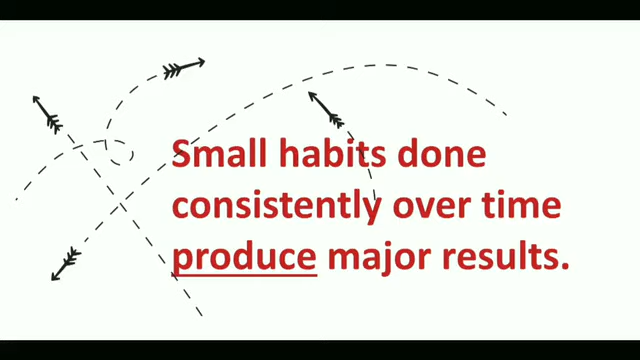 Small habits done
consistently over time
produce major results.